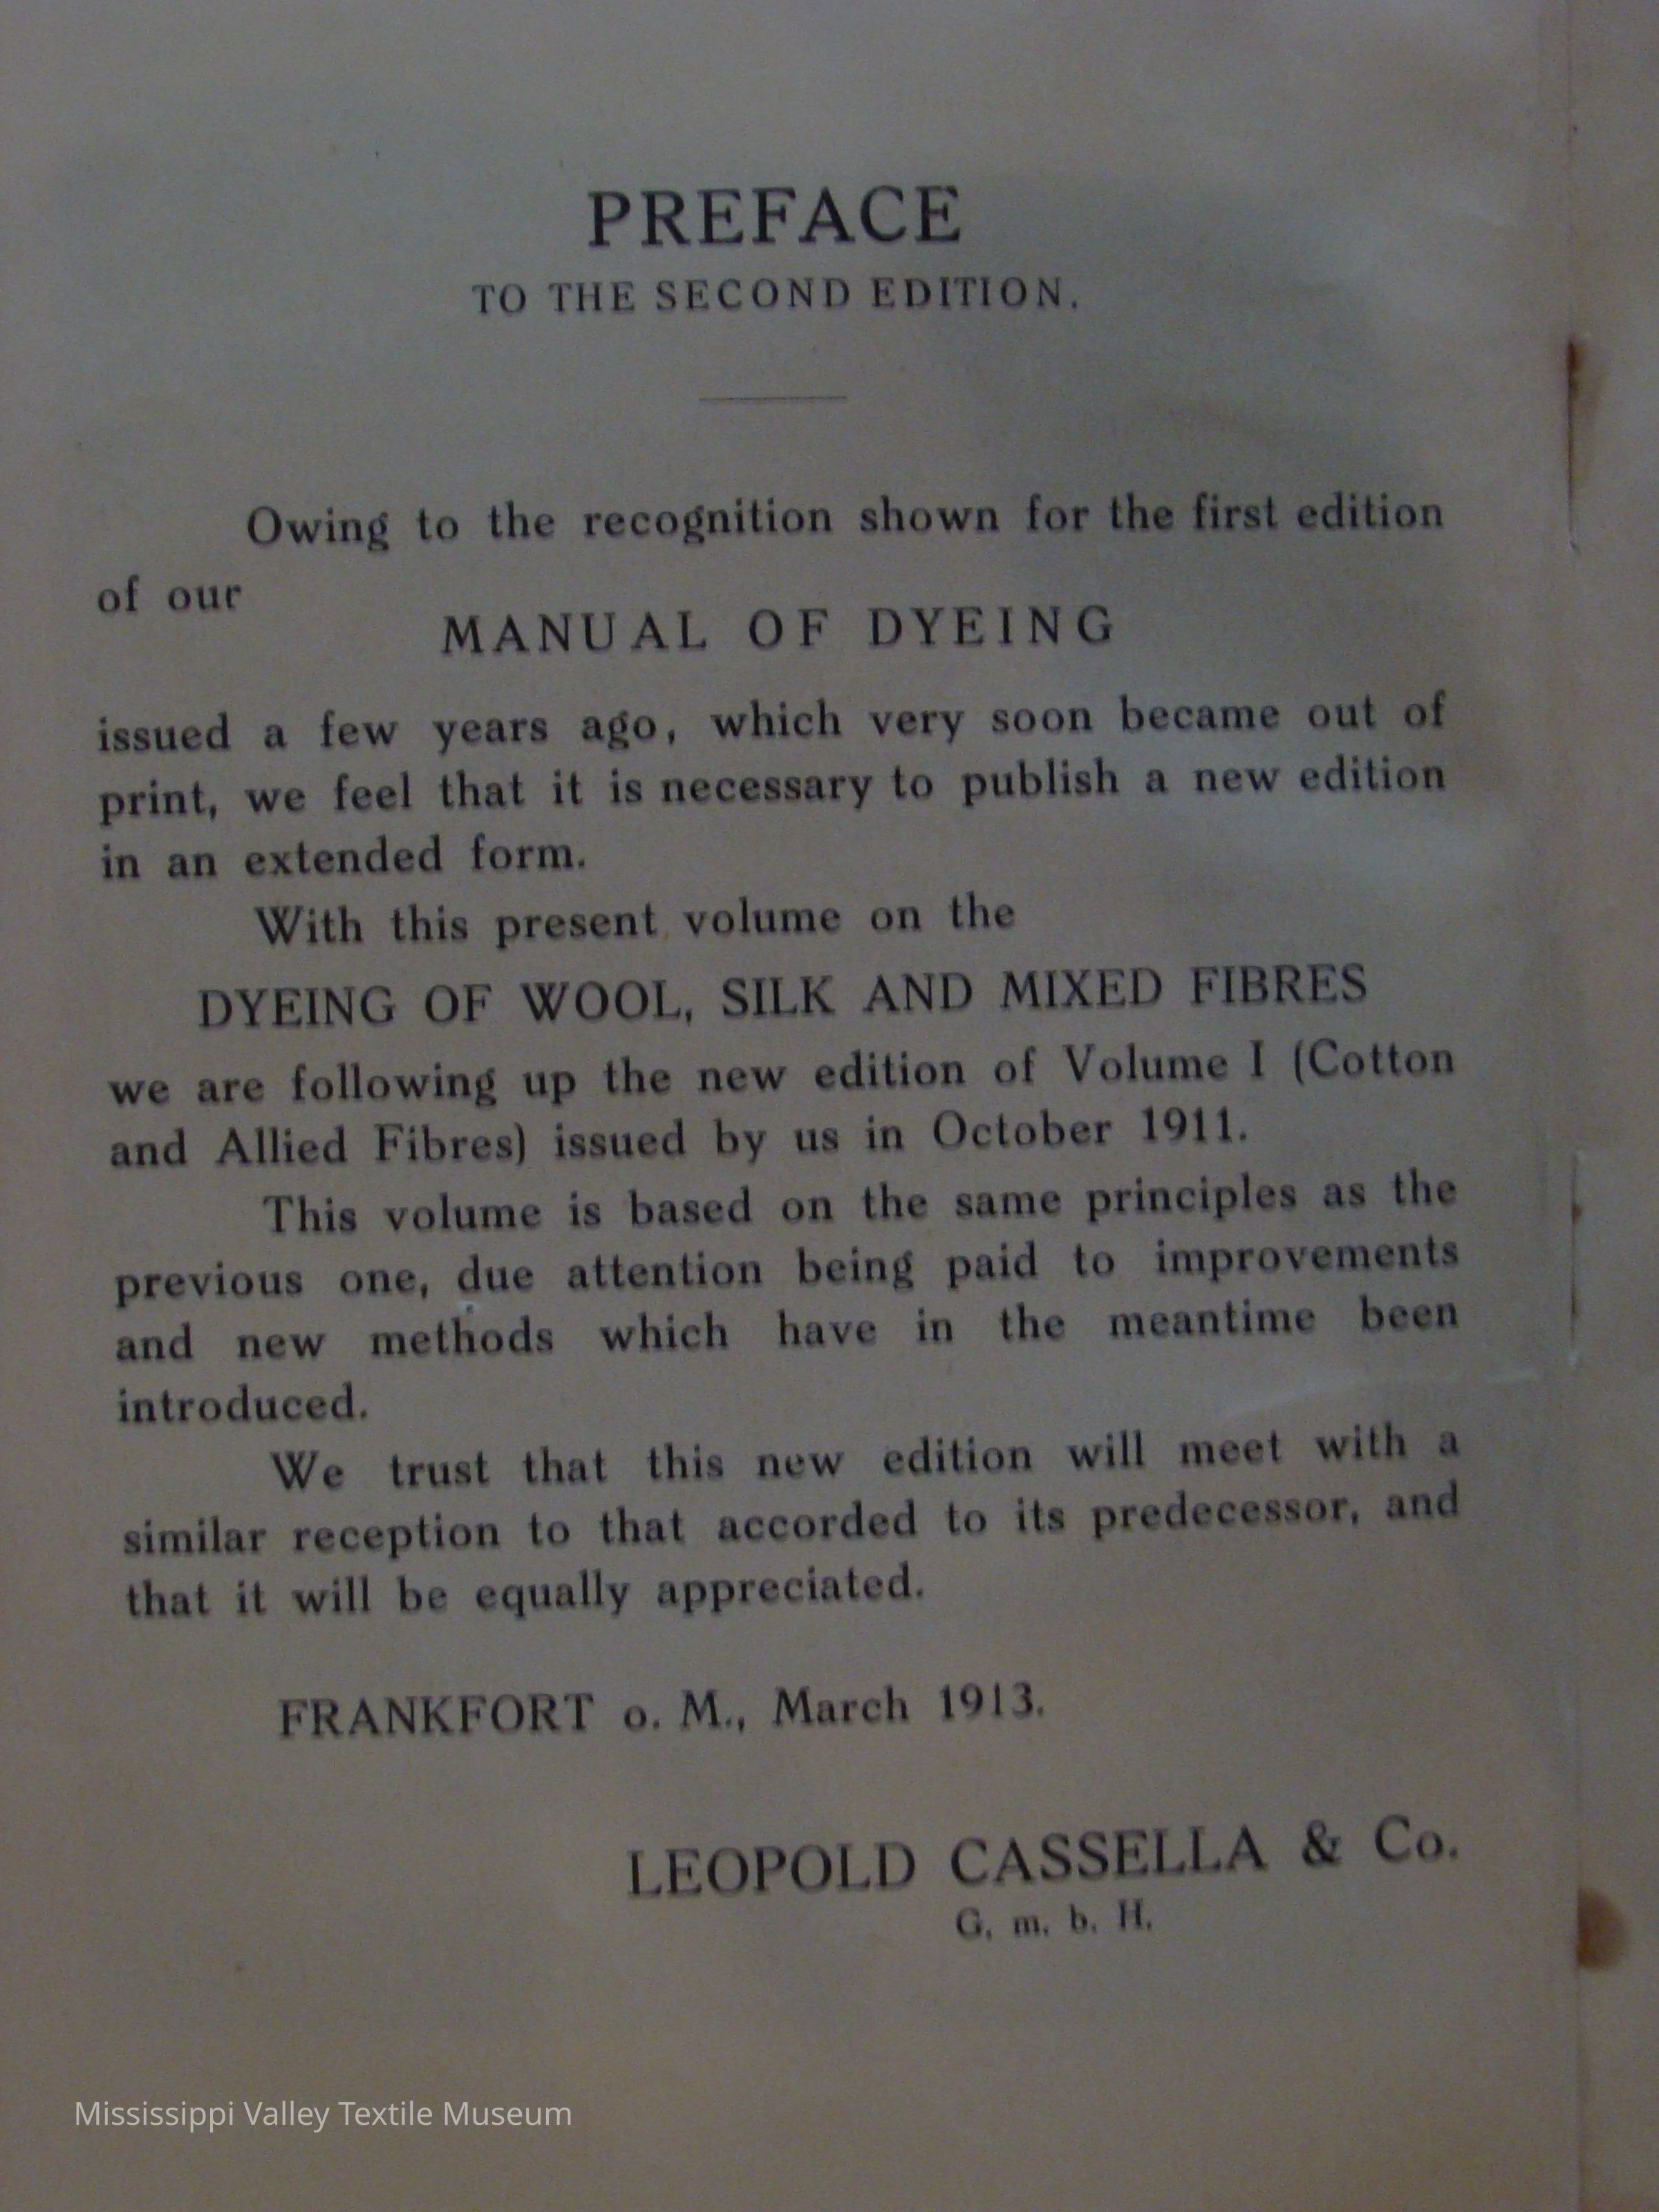 PREFACE
TO THE SECOND EDITION.
Owing to the recognition shown for the first edition
of our
MANUAL OF DYEING
issued a few years ago, which very soon became out of
print, we feel that it is necessary to publish a new edition
in an extended form.
With this present volume on the
DYEING OF WOOL, SILK AND MIXED FIBRES
we are following up the new edition of Volume I (Cotton
and Allied Fibres) issued by us in October 1911.
This volume is based on the same principles as the
previous one, due attention being paid to improvements
and new methods which have in the meantime been
introduced.
We trust that this new edition will meet with a
similar reception to that accorded to its predecessor, and
that it will be equally appreciated.
FRANKFORT o. M., March 1913.
LEOPOLD CASSELLA & Co.
G. m. b. H.
Mississippi Valley Textile Museum